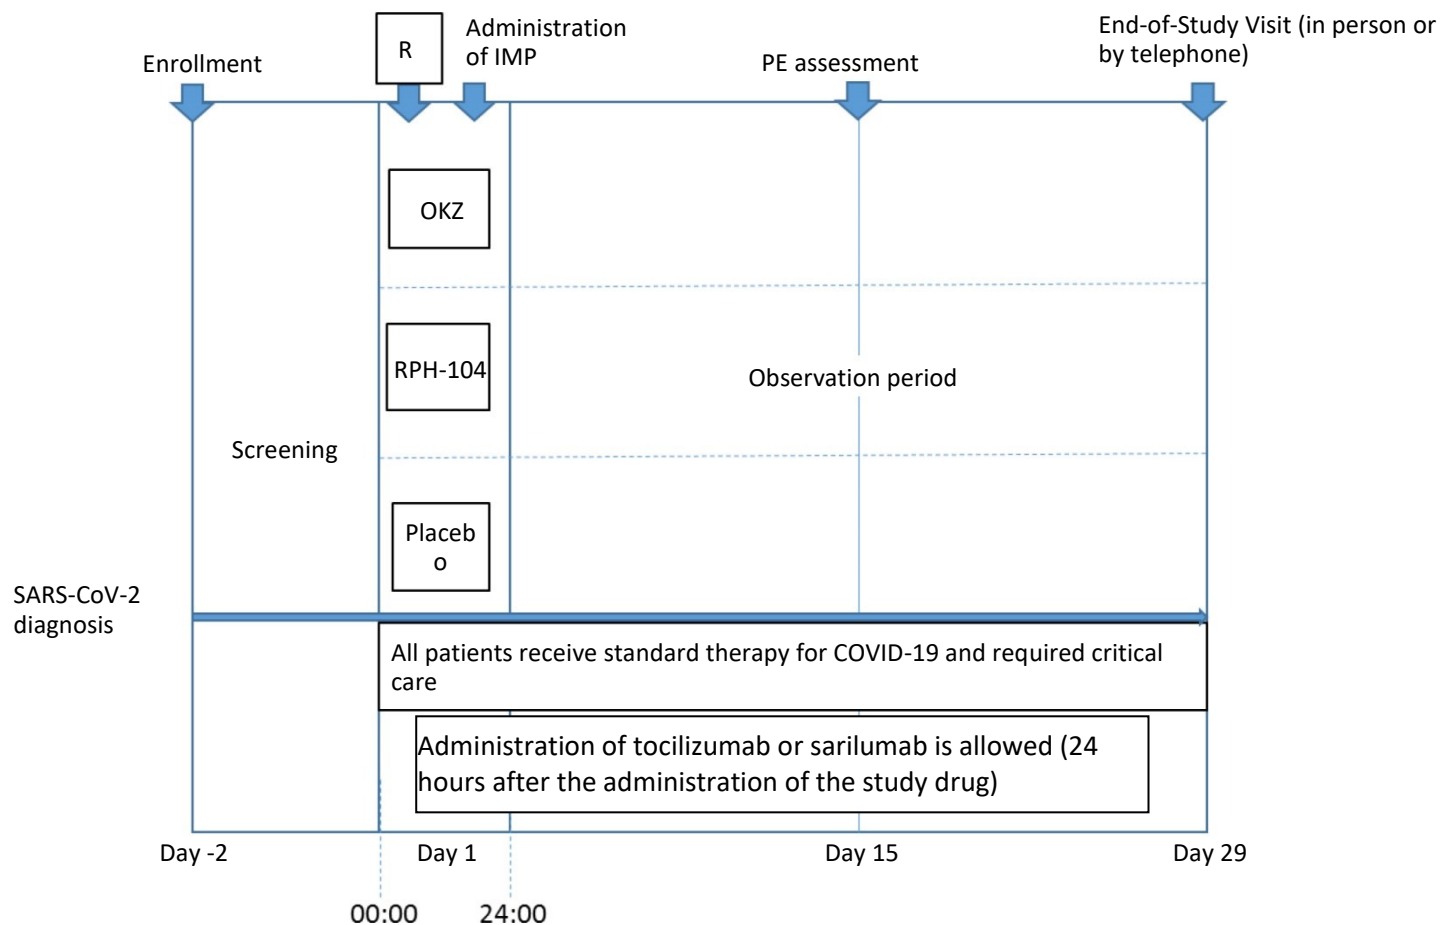 Enrollment
R
Administration
of IMP
PE assessment
End-of-Study Visit (in person or
by telephone)
OKZ
RPH-104
Observation period
Screening
Placeb
o
SARS-CoV-2
diagnosis
All patients receive standard therapy for COVID-19 and required critical
care
Administration of tocilizumab or sarilumab is allowed (24
hours after the administration of the study drug)
Day -2
Day 1
Day 15
Day 29
00:00
24:00